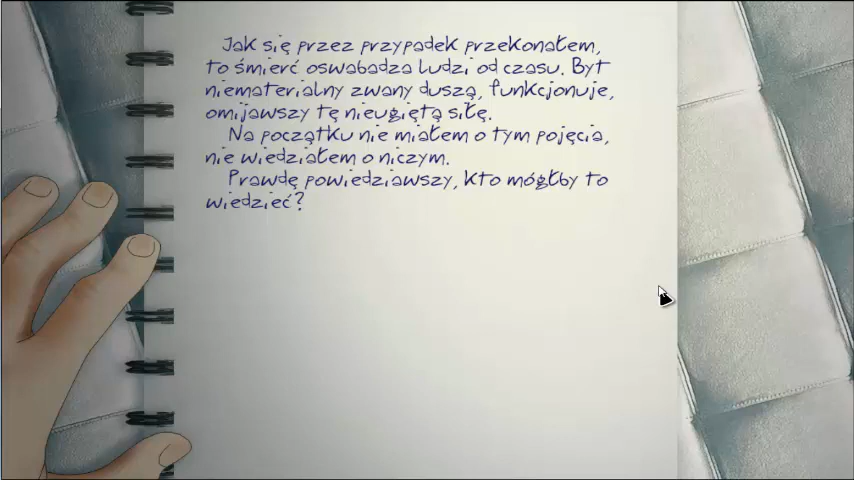 Jak się przez przypadek przekonałem,
to śmierć oswabadza ludzi od czasu. Byt
niematerialny zwany duszą, funkcjonuje,
omijawszy tę nieugiętą siłę.
Na początku nie miałem o tym pojęcia,
nie wiedziałem o niczym.
Prawdę powiedziawszy, kto mógłby to
wiedzieć?